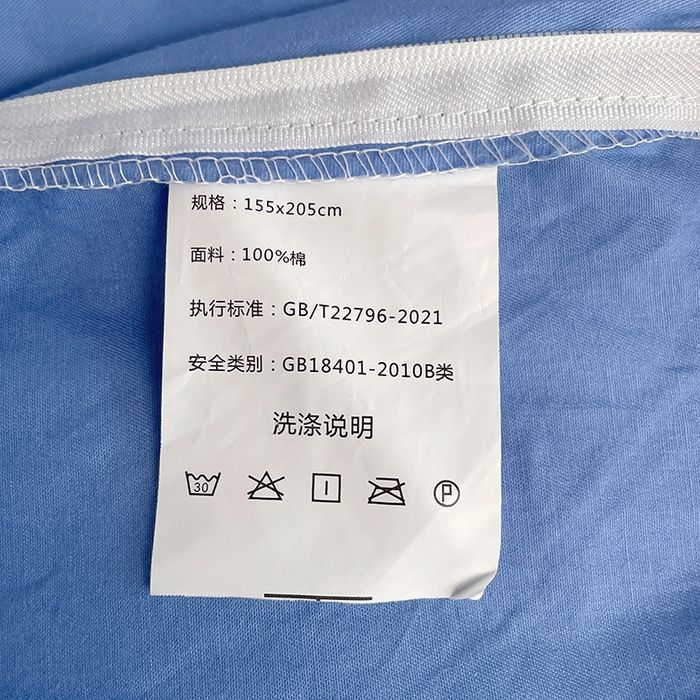 规格：155x205cm
面料：100%棉
执行标准：GB/T22796-2021
安全类别：GB18401-2010B类
洗涤说明
30 P